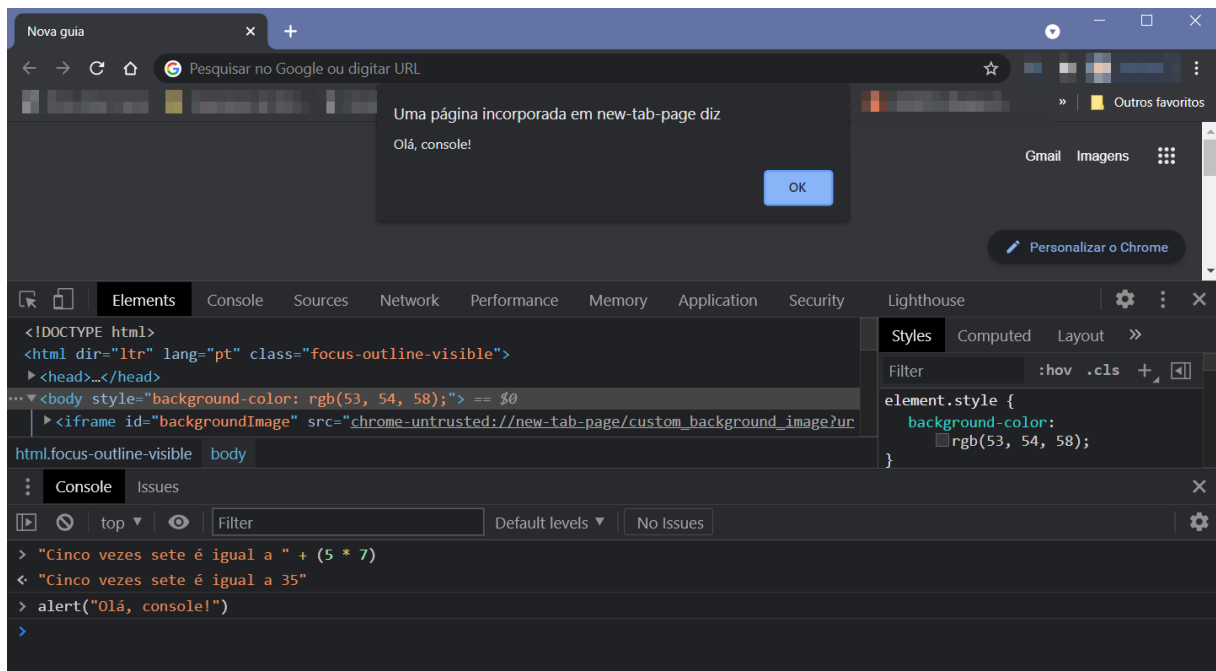 Nova guia
Pesquisar no Google ou digitar URL
» Outros favoritos
Uma página incorporada em new-tab-page diz
Olá, console!
OK
Gmail Imagens
Personalizar o Chrome
Elements Console Sources Network Performance Memory Application Security Lighthouse
<!DOCTYPE html>
<html dir="ltr" lang="pt" class="focus-outline-visible">
▶<head>…</head>
…▼<body style="background-color: rgb(53, 54, 58);"> == $0
▶<iframe id="backgroundImage" src="chrome-untrusted://new-tab-page/custom_background_image?ur
html.focus-outline-visible body
Styles Computed Layout »
Filter :hov .cls +
element.style {
background-color:
rgb(53, 54, 58);
}
Console Issues
top ▼ Filter Default levels ▼ No Issues
> "Cinco vezes sete é igual a " + (5 * 7)
< "Cinco vezes sete é igual a 35"
> alert("Olá, console!")
>